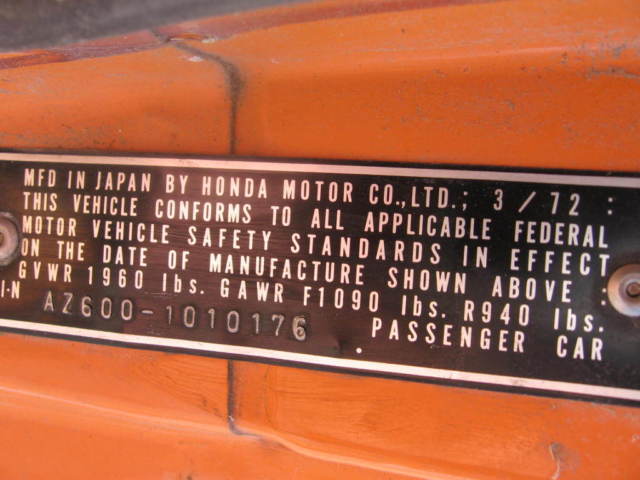 MFD IN JAPAN BY HONDA MOTOR CO.,LTD.; 3 / 72 :
THIS VEHICLE CONFORMS TO ALL APPLICABLE FEDERAL
MOTOR VEHICLE SAFETY STANDARDS IN EFFECT
ON THE DATE OF MANUFACTURE SHOWN ABOVE :
GVWR 1960 lbs. GAWR F1090 lbs. R940 lbs.
I-N AZ600-1010176 . PASSENGER CAR